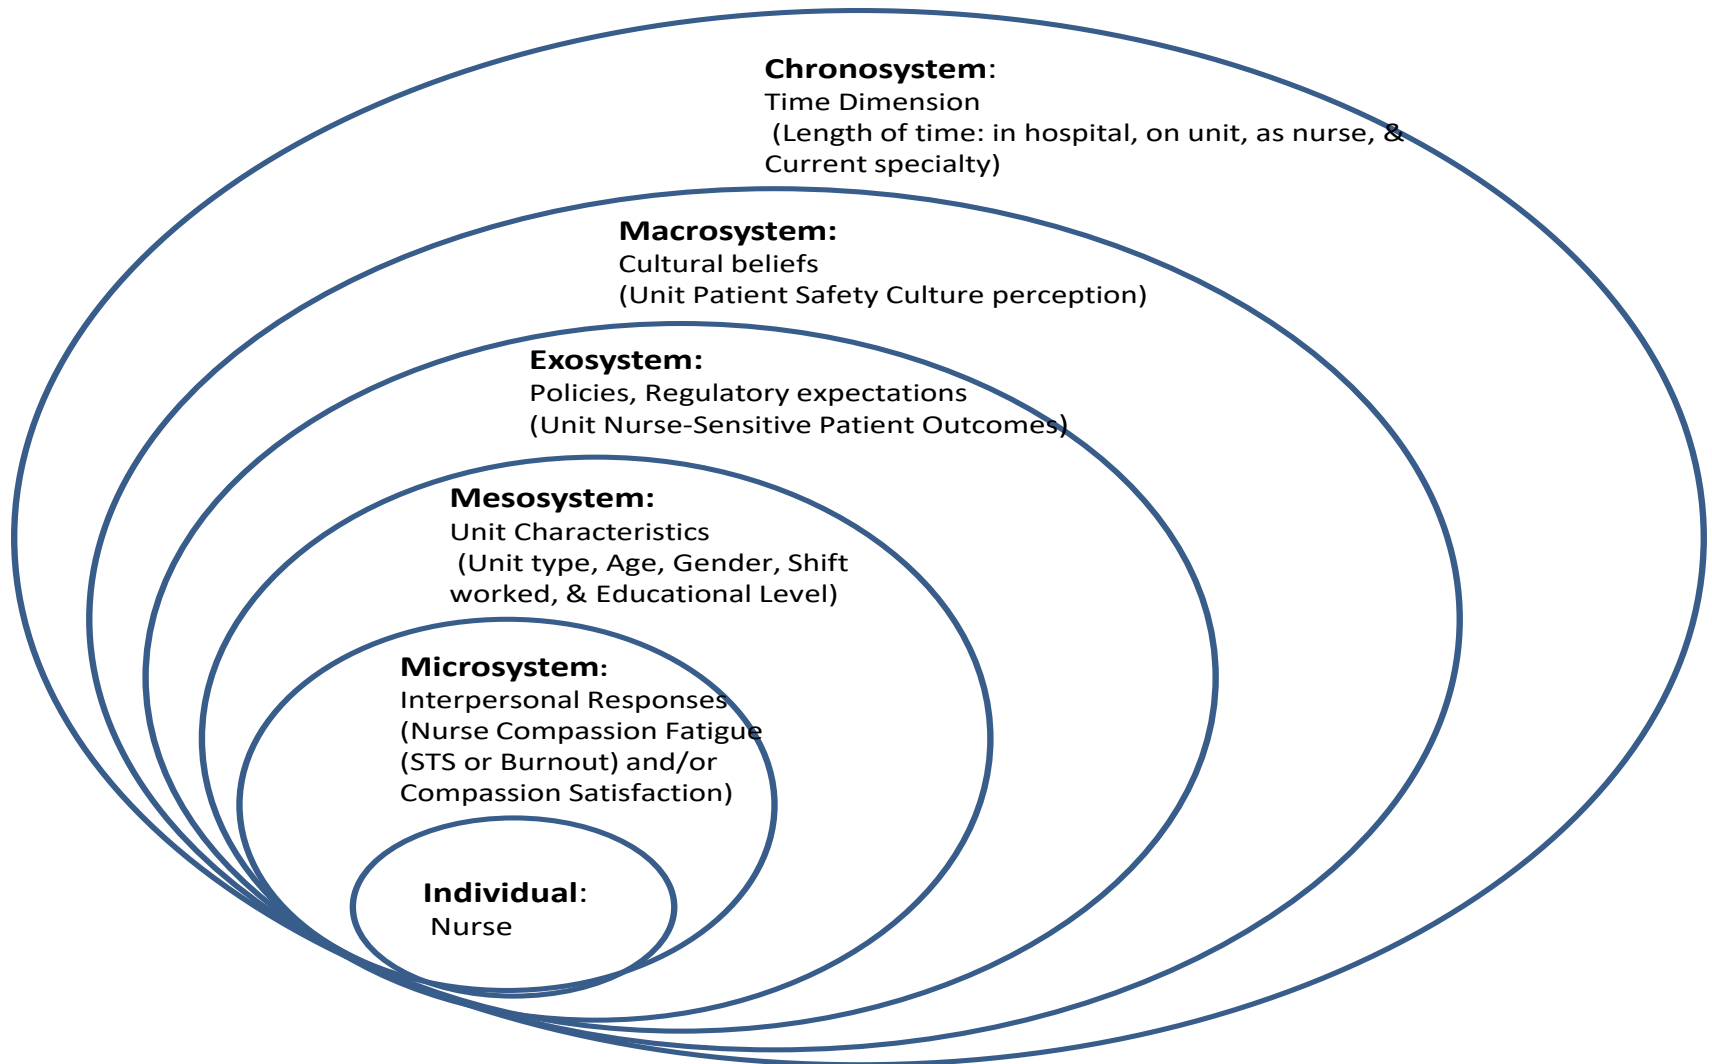 Chronosystem:
Time Dimension
(Length of time: in hospital, on unit, as nurse, &
Current specialty)
Macrosystem:
Cultural beliefs
(Unit Patient Safety Culture perception)
Exosystem:
Policies, Regulatory expectations
(Unit Nurse-Sensitive Patient Outcomes)
Mesosystem:
Unit Characteristics
(Unit type, Age, Gender, Shift
worked, & Educational Level)
Microsystem:
Interpersonal Responses
(Nurse Compassion Fatigue
(STS or Burnout) and/or
Compassion Satisfaction)
Individual:
Nurse